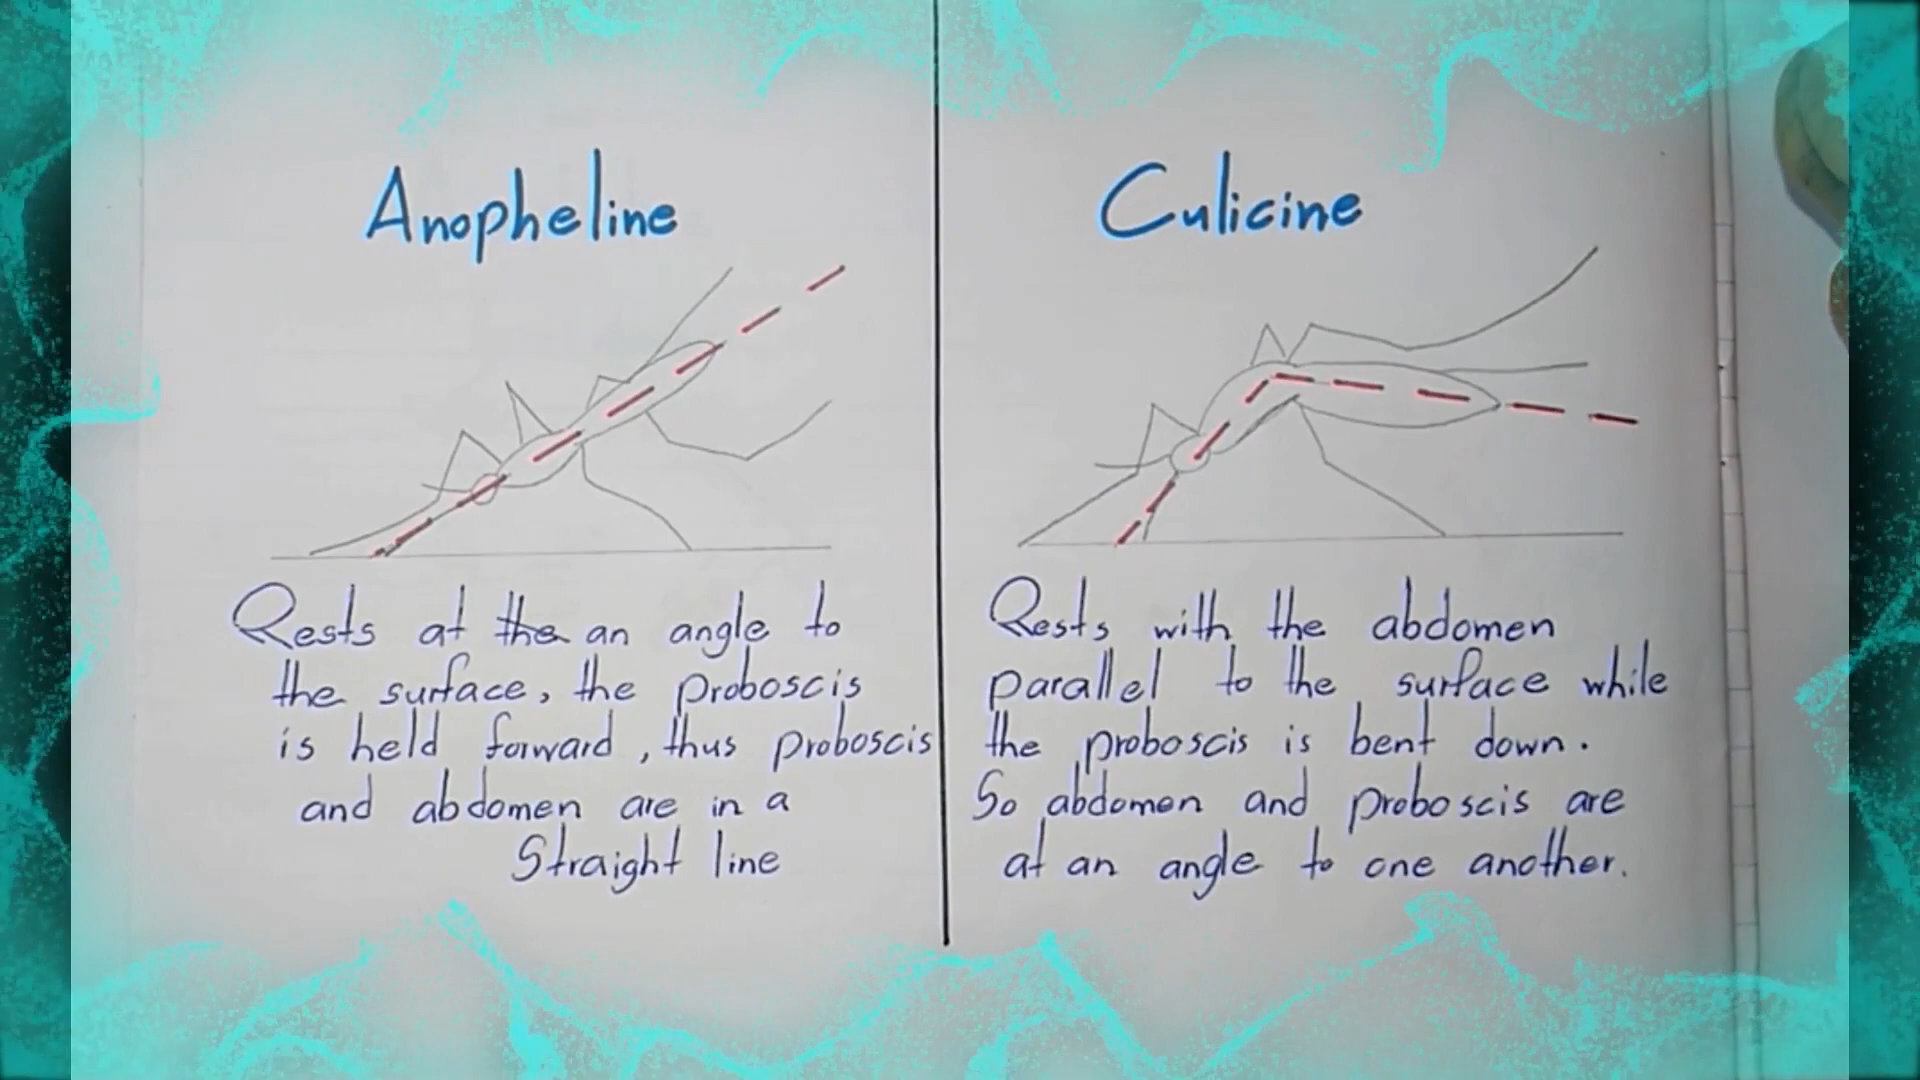 Anopheline
Rests at the an angle to
the surface, the proboscis
is held forward, thus proboscis
and abdomen are in a
Straight line
Culicine
Rests with the abdomen
parallel to the surface while
the proboscis is bent down.
So abdomen and proboscis are
at an angle to one another.